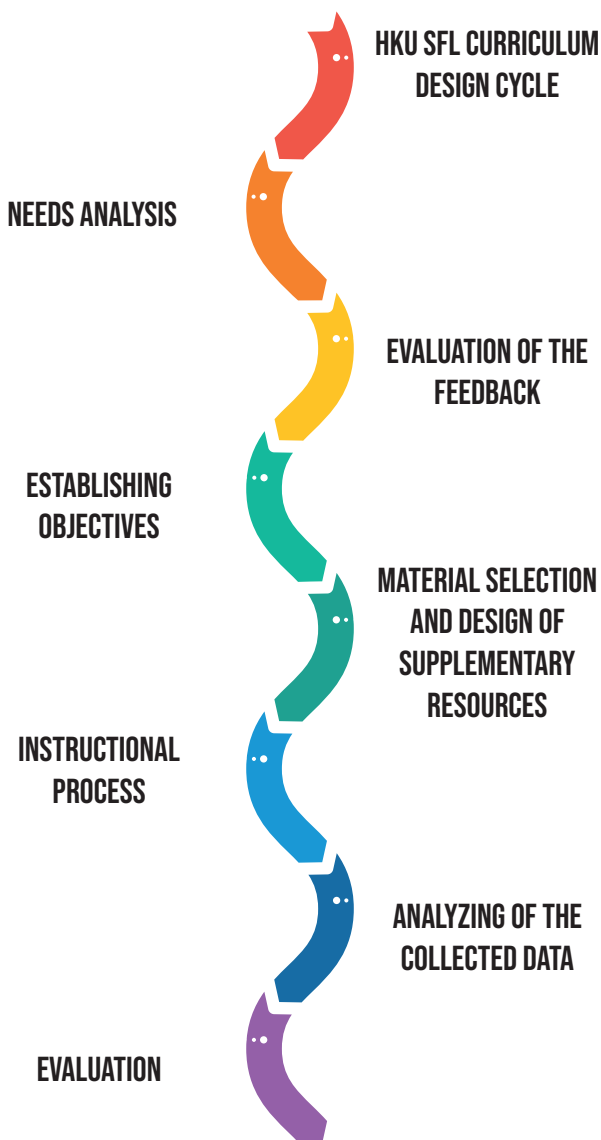 HKU SFL CURRICULUM
DESIGN CYCLE
NEEDS ANALYSIS
EVALUATION OF THE
FEEDBACK
ESTABLISHING
OBJECTIVES
MATERIAL SELECTION
AND DESIGN OF
SUPPLEMENTARY
RESOURCES
INSTRUCTIONAL
PROCESS
ANALYZING OF THE
COLLECTED DATA
EVALUATION